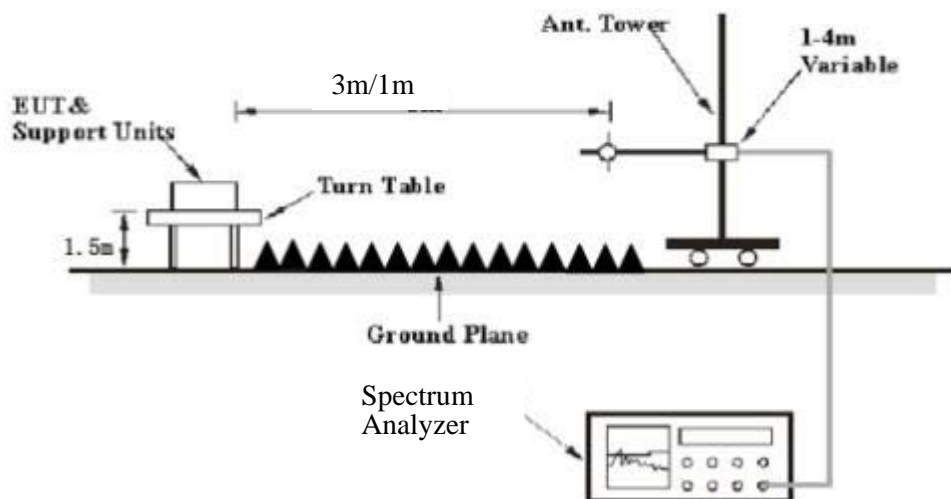 Ant. Tower
1-4m
Variable
3m/1m
EUT&
Support Units
Turn Table
1.5m
Ground Plane
Spectrum
Analyzer